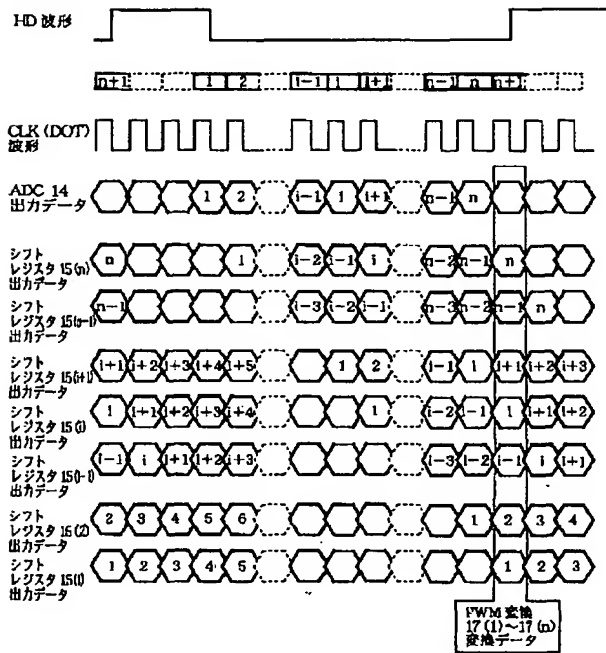 HD 波形
n+1 1 2 i-1 i i+1 n-1 n n+1
CLK (DOT)
波形
ADC 14
出力データ
1 2 i-1 i i+1 n-1 n
シフト
レジスタ 15(n)
出力データ
n 1 i-2 i-1 i n-2 n-1 n
シフト
レジスタ 15(n-1)
出力データ
n-1 i-3 i-2 i-1 n-3 n-2 n-1 n
シフト
レジスタ 15(i+1)
出力データ
i+1 i+2 i+3 i+4 i+5 1 2 i-1 i i+1 i+2 i+3
シフト
レジスタ 15(i)
出力データ
i i+1 i+2 i+3 i+4 1 i-2 i-1 i i+1 i+2
シフト
レジスタ 15(i-1)
出力データ
i-1 i i+1 i+2 i+3 i-3 i-2 i-1 i i+1
シフト
レジスタ 16(2)
出力データ
2 3 4 5 6 1 2 3 4
シフト
レジスタ 15(1)
出力データ
1 2 3 4 5 1 2 3
PWM 変換
17(1)~17(n)
変換データ